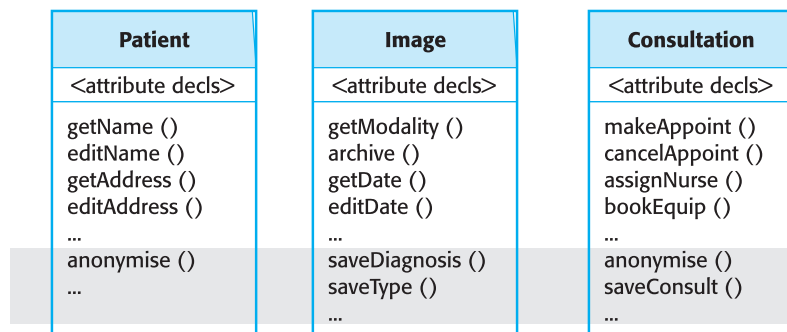 Patient
<attribute decls>
getName ()
editName ()
getAddress ()
editAddress ()
...
anonymise ()
...
Image
<attribute decls>
getModality ()
archive ()
getDate ()
editDate ()
...
saveDiagnosis ()
saveType ()
...
Consultation
<attribute decls>
makeAppoint ()
cancelAppoint ()
assignNurse ()
bookEquip ()
...
anonymise ()
saveConsult ()
...